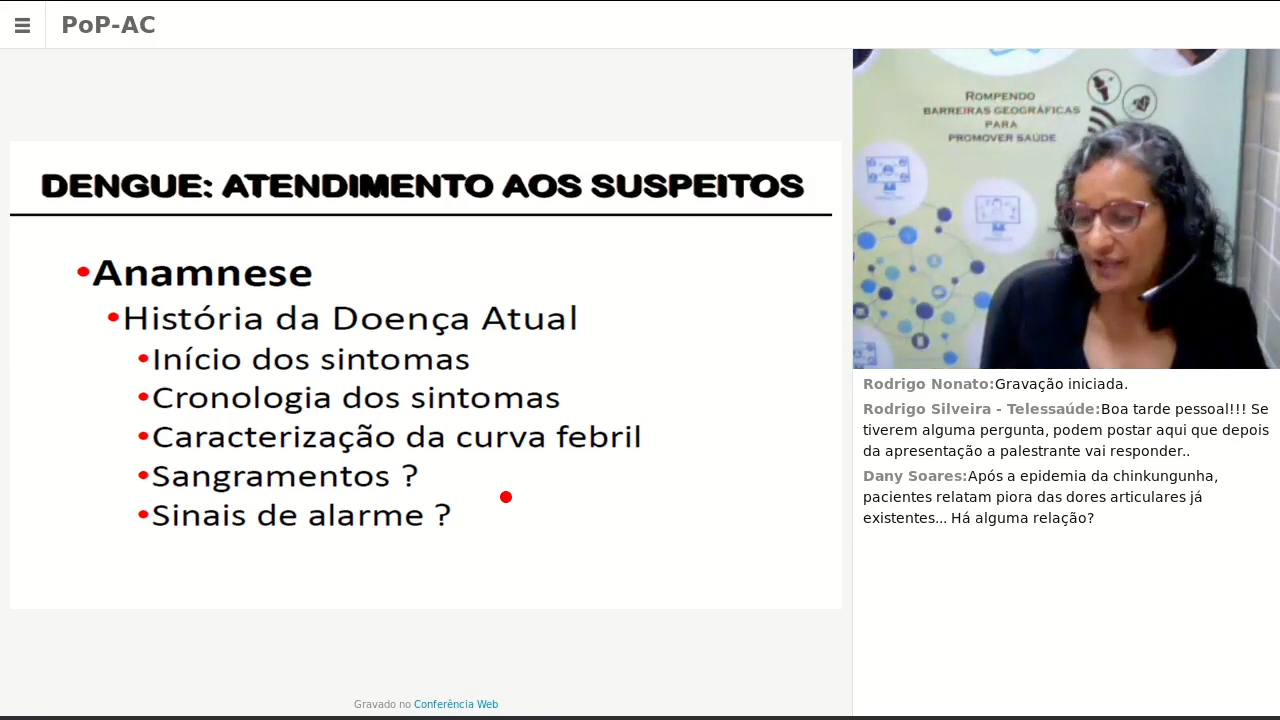 PoP-AC
DENGUE: ATENDIMENTO AOS SUSPEITOS
•Anamnese
•História da Doença Atual
•Início dos sintomas
•Cronologia dos sintomas
•Caracterização da curva febril
•Sangramentos ?
•Sinais de alarme ?
Gravado no Conferência Web
ROMPENDO
BARREIRAS GEOGRÁFICAS
PARA
PROMOVER SAÚDE
Rodrigo Nonato:Gravação iniciada.
Rodrigo Silveira - Telessaúde:Boa tarde pessoal!!! Se
tiverem alguma pergunta, podem postar aqui que depois
da apresentação a palestrante vai responder..
Dany Soares:Após a epidemia da chinkungunha,
pacientes relatam piora das dores articulares já
existentes... Há alguma relação?